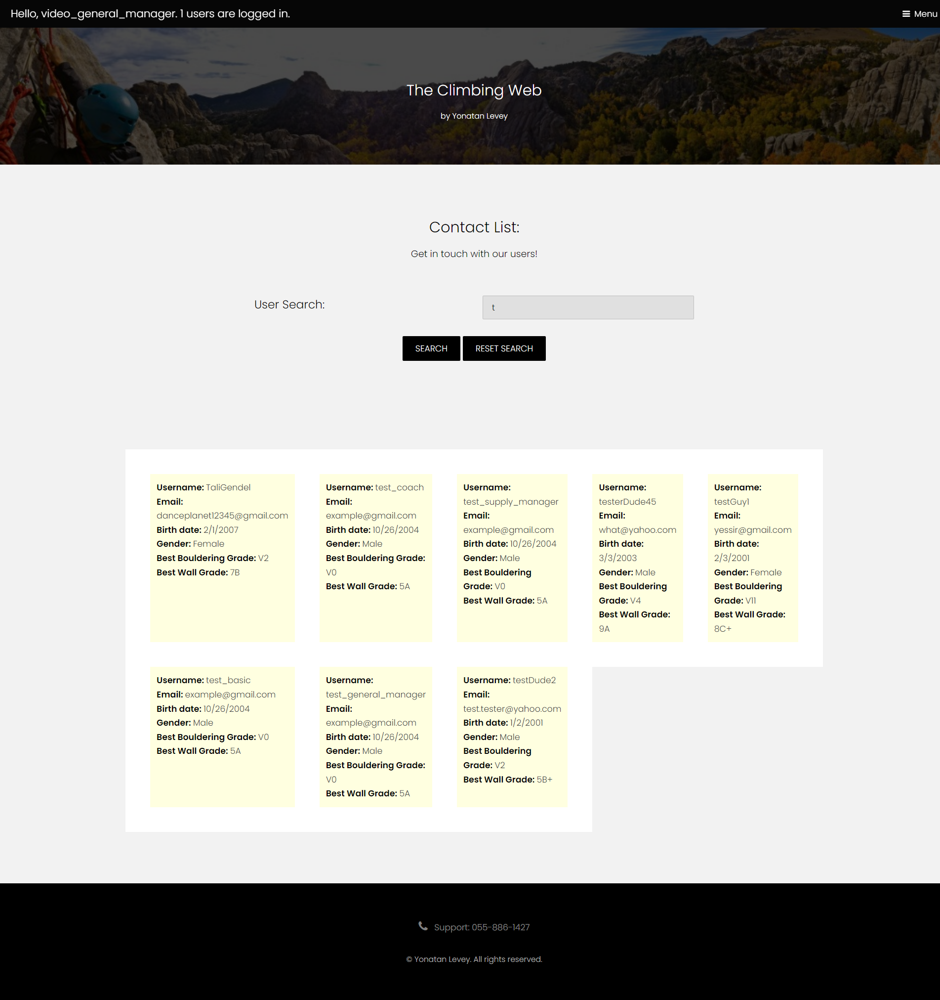 Hello, video_general_manager. 1 users are logged in.
Menu
The Climbing Web
by Yonatan Levey
Contact List:
Get in touch with our users!
User Search:
t
SEARCH
RESET SEARCH
Username: TaliGendel
Email:
danceplanet12345@gmail.com
Birth date: 2/1/2007
Gender: Female
Best Bouldering Grade: V2
Best Wall Grade: 7B
Username: test_coach
Email:
example@gmail.com
Birth date: 10/26/2004
Gender: Male
Best Bouldering Grade:
V0
Best Wall Grade: 5A
Username:
test_supply_manager
Email:
example@gmail.com
Birth date: 10/26/2004
Gender: Male
Best Bouldering
Grade: V0
Best Wall Grade: 5A
Username:
testerDude45
Email:
what@yahoo.com
Birth date:
3/3/2003
Gender: Male
Best Bouldering
Grade: V4
Best Wall Grade:
9A
Username:
testGuy1
Email:
yessir@gmail.com
Birth date:
2/3/2001
Gender: Female
Best Bouldering
Grade: V11
Best Wall Grade:
8C+
Username: test_basic
Email: example@gmail.com
Birth date: 10/26/2004
Gender: Male
Best Bouldering Grade: V0
Best Wall Grade: 5A
Username:
test_general_manager
Email:
example@gmail.com
Birth date: 10/26/2004
Gender: Male
Best Bouldering Grade:
V0
Best Wall Grade: 5A
Username: testDude2
Email:
test.tester@yahoo.com
Birth date: 1/2/2001
Gender: Male
Best Bouldering
Grade: V2
Best Wall Grade: 5B+
Support: 055-886-1427
© Yonatan Levey. All rights reserved.